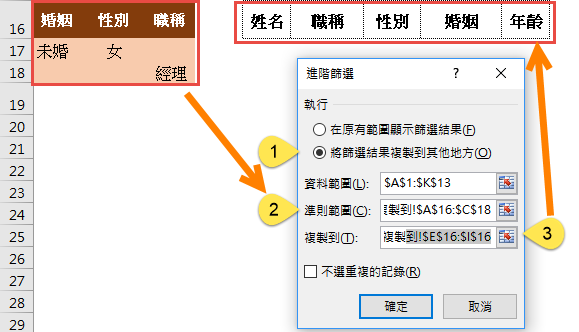 16 婚姻 性別 職稱 姓名 職稱 性別 婚姻 年齡
17 未婚 女
18 經理
19
20
21
22
23
24
25
26
27
28
29
進階篩選 ?
執行
在原有範圍顯示篩選結果(F)
1 將篩選結果複製到其他地方(O)
資料範圍(L): $A$1:$K$13
2 準則範圍(C): 複製到!$A$16:$C$18
複製到(T): 複製到!$E$16:$I$16 3
不選重複的記錄(R)
確定 取消